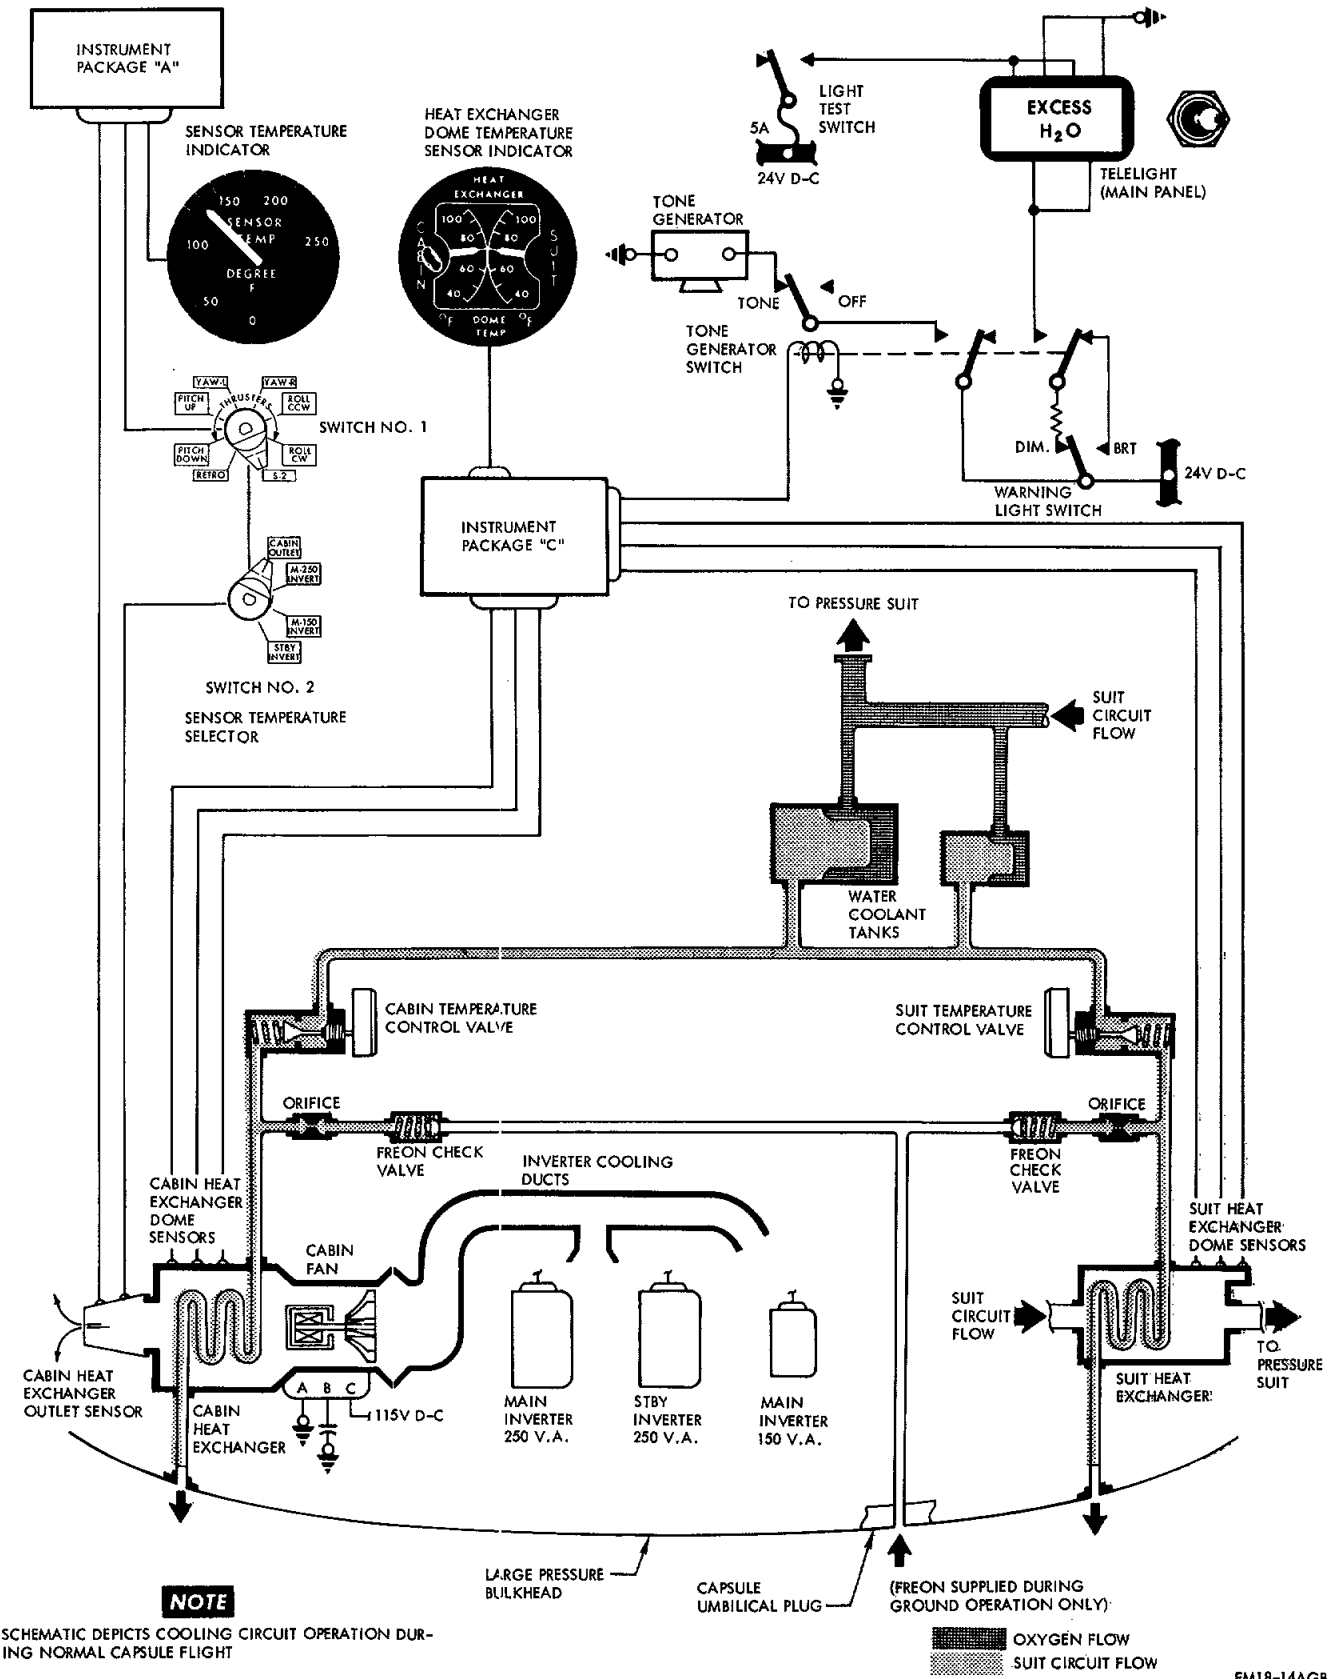 INSTRUMENT
PACKAGE "A"
SENSOR TEMPERATURE
INDICATOR
HEAT EXCHANGER
DOME TEMPERATURE
SENSOR INDICATOR
LIGHT
TEST
SWITCH
5A
24V D-C
EXCESS
H2O
TELELIGHT
(MAIN PANEL)
150 200
SENSOR
TEMP
100
250
DEGREE
F
50
0
HEAT
EXCHANGER
CABIN
SUIT
100 100
80 80
60 60
40 40
°F DOME °F
TEMP
TONE
GENERATOR
TONE
OFF
TONE
GENERATOR
SWITCH
YAW-L
YAW-R
PITCH
UP
THRUSTERS
ROLL
CCW
PITCH
DOWN
ROLL
CW
RETRO
S-2
SWITCH NO. 1
DIM.
BRT
24V D-C
WARNING
LIGHT SWITCH
INSTRUMENT
PACKAGE "C"
CABIN
OUTLET
M-250
INVERT
M-150
INVERT
STBY
INVERT
SWITCH NO. 2
SENSOR TEMPERATURE
SELECTOR
TO PRESSURE SUIT
SUIT
CIRCUIT
FLOW
WATER
COOLANT
TANKS
CABIN TEMPERATURE
CONTROL VALVE
SUIT TEMPERATURE
CONTROL VALVE
ORIFICE
ORIFICE
FREON CHECK
VALVE
FREON
CHECK
VALVE
INVERTER COOLING
DUCTS
CABIN HEAT
EXCHANGER
DOME
SENSORS
SUIT HEAT
EXCHANGER
DOME SENSORS
CABIN
FAN
SUIT
CIRCUIT
FLOW
TO
PRESSURE
SUIT
CABIN HEAT
EXCHANGER
OUTLET SENSOR
A B C
115V D-C
CABIN
HEAT
EXCHANGER
MAIN
INVERTER
250 V.A.
STBY
INVERTER
250 V.A.
MAIN
INVERTER
150 V.A.
SUIT HEAT
EXCHANGER
LARGE PRESSURE
BULKHEAD
CAPSULE
UMBILICAL PLUG
(FREON SUPPLIED DURING
GROUND OPERATION ONLY)
NOTE
SCHEMATIC DEPICTS COOLING CIRCUIT OPERATION DUR-
ING NORMAL CAPSULE FLIGHT
OXYGEN FLOW
SUIT CIRCUIT FLOW